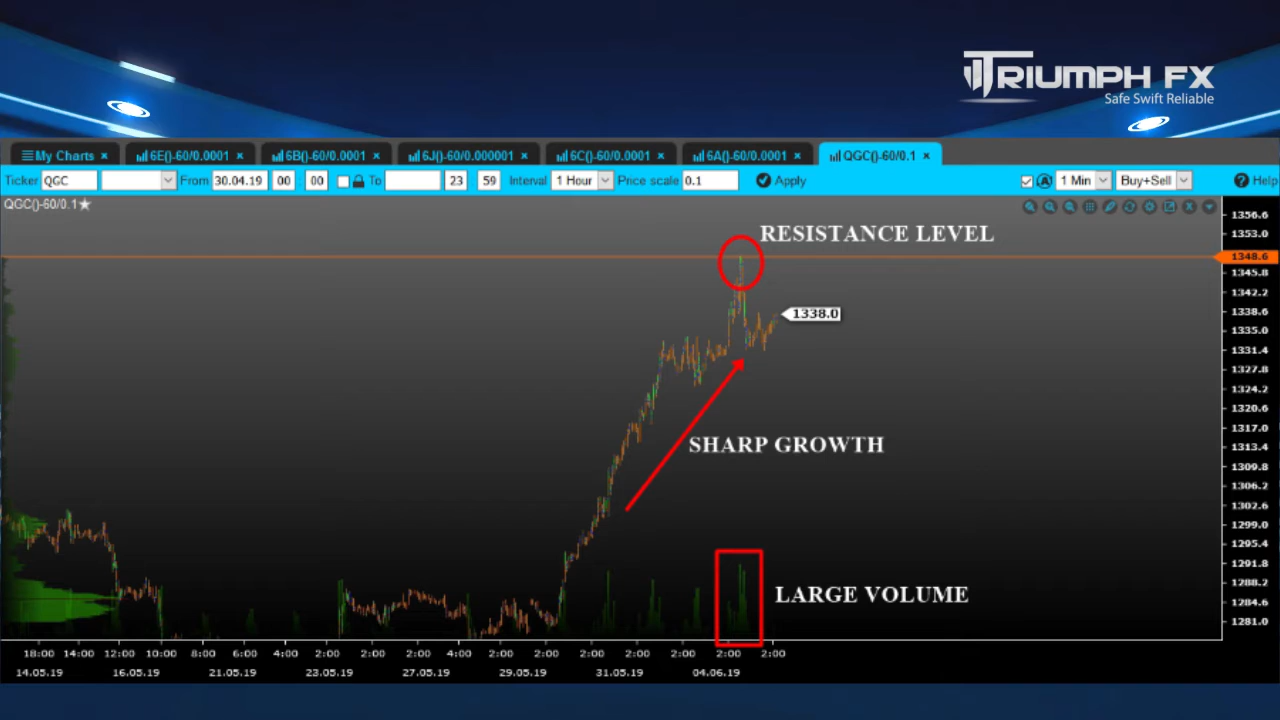 TRIUMPH FX
Safe Swift Reliable
My Charts × 6E()-60/0.0001 × 6B()-60/0.0001 × 6J()-60/0.000001 × 6C()-60/0.0001 × 6A()-60/0.0001 × QGC()-60/0.1 ×
Ticker QGC From 30.04.19 00 : 00 To 23 59 Interval 1 Hour Price scale 0.1 Apply 1 Min Buy+Sell Help
QGC()-60/0.1★
1356.6
RESISTANCE LEVEL
1353.0
1348.6
1345.8
1342.2
1338.6
1338.0
1335.0
1331.4
1327.8
1324.2
1320.6
1317.0
SHARP GROWTH
1313.4
1309.8
1306.2
1302.6
1299.0
1295.4
1291.8
1288.2
LARGE VOLUME
1284.6
1281.0
18:00 14:00 12:00 10:00 8:00 6:00 4:00 2:00 2:00 2:00 2:00 2:00 2:00 2:00 2:00 2:00 2:00
14.05.19 16.05.19 21.05.19 23.05.19 27.05.19 29.05.19 31.05.19 04.06.19